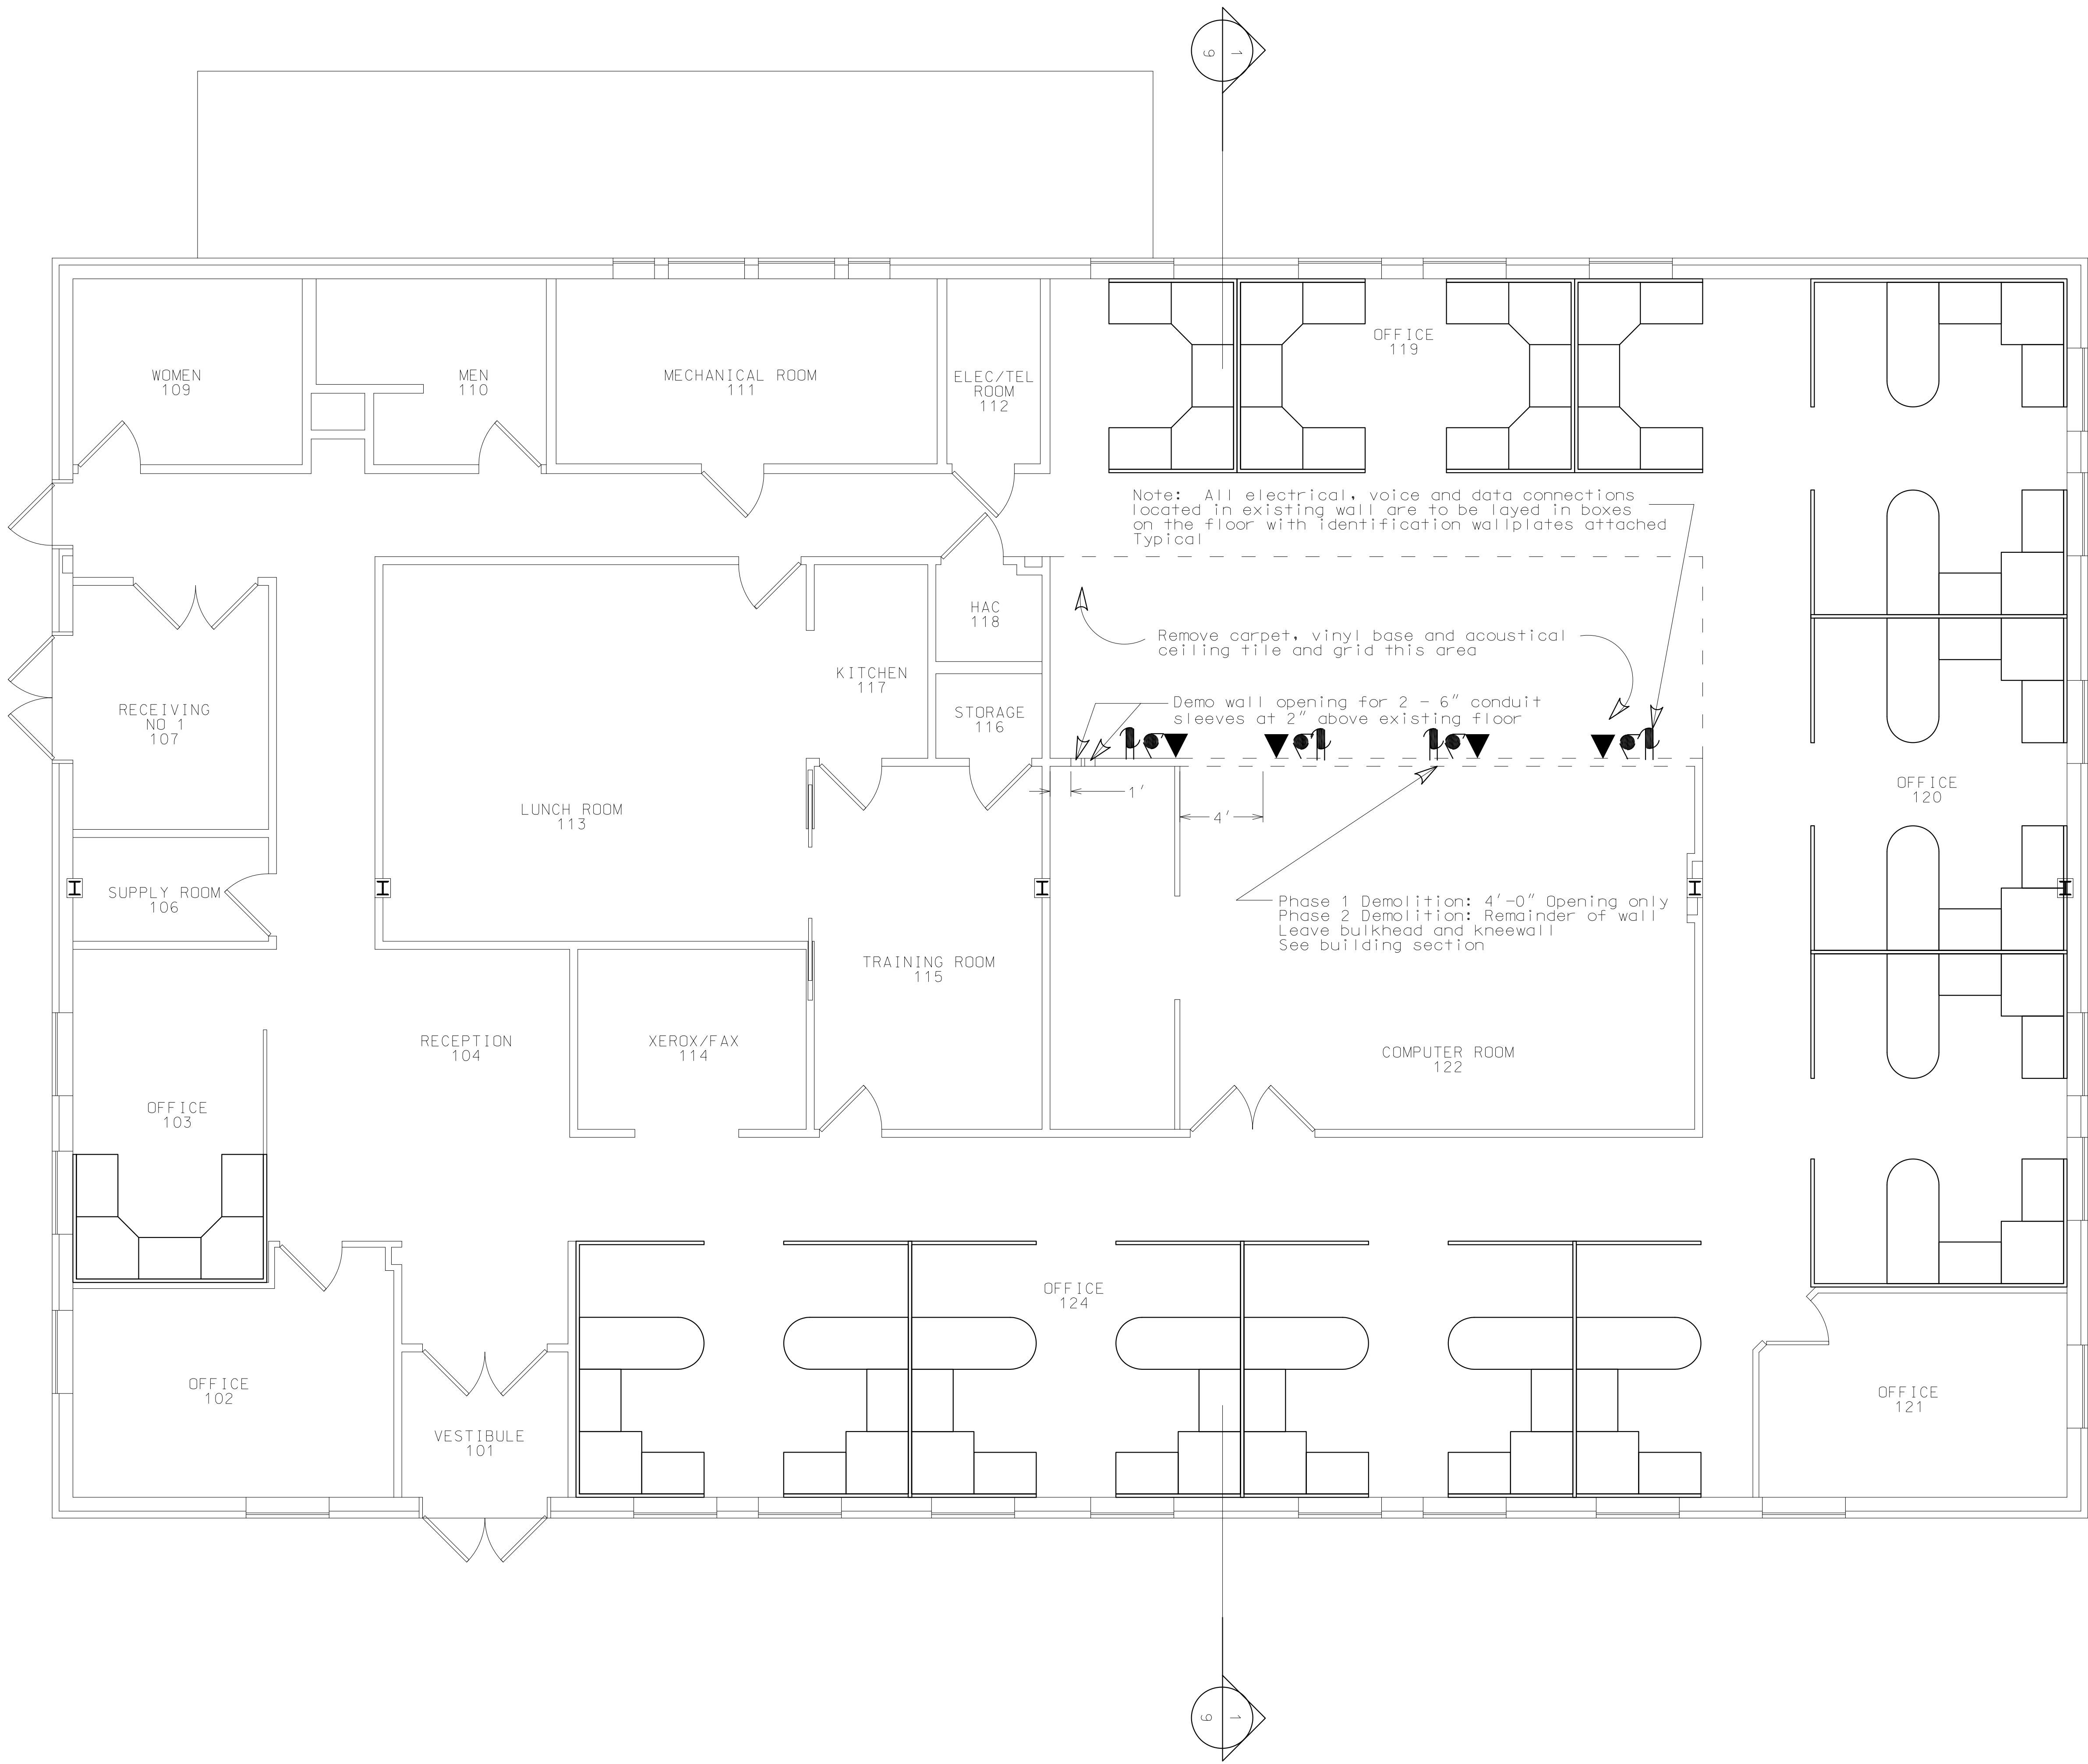 1
6
OFFICE
119
WOMEN
109
MEN
110
MECHANICAL ROOM
111
ELEC/TEL
ROOM
112
Note:  All electrical, voice and data connections
located in existing wall are to be layed in boxes
on the floor with identification wallplates attached
Typical
HAC
118
Remove carpet, vinyl base and acoustical
ceiling tile and grid this area
KITCHEN
117
RECEIVING
NO 1
107
STORAGE
116
Demo wall opening for 2 - 6" conduit
sleeves at 2" above existing floor
OFFICE
120
1'
4'
LUNCH ROOM
113
SUPPLY ROOM
106
Phase 1 Demolition: 4'-0" Opening only
Phase 2 Demolition: Remainder of wall
Leave bulkhead and kneewall
See building section
TRAINING ROOM
115
RECEPTION
104
XEROX/FAX
114
COMPUTER ROOM
122
OFFICE
103
OFFICE
124
OFFICE
102
OFFICE
121
VESTIBULE
101
1
6